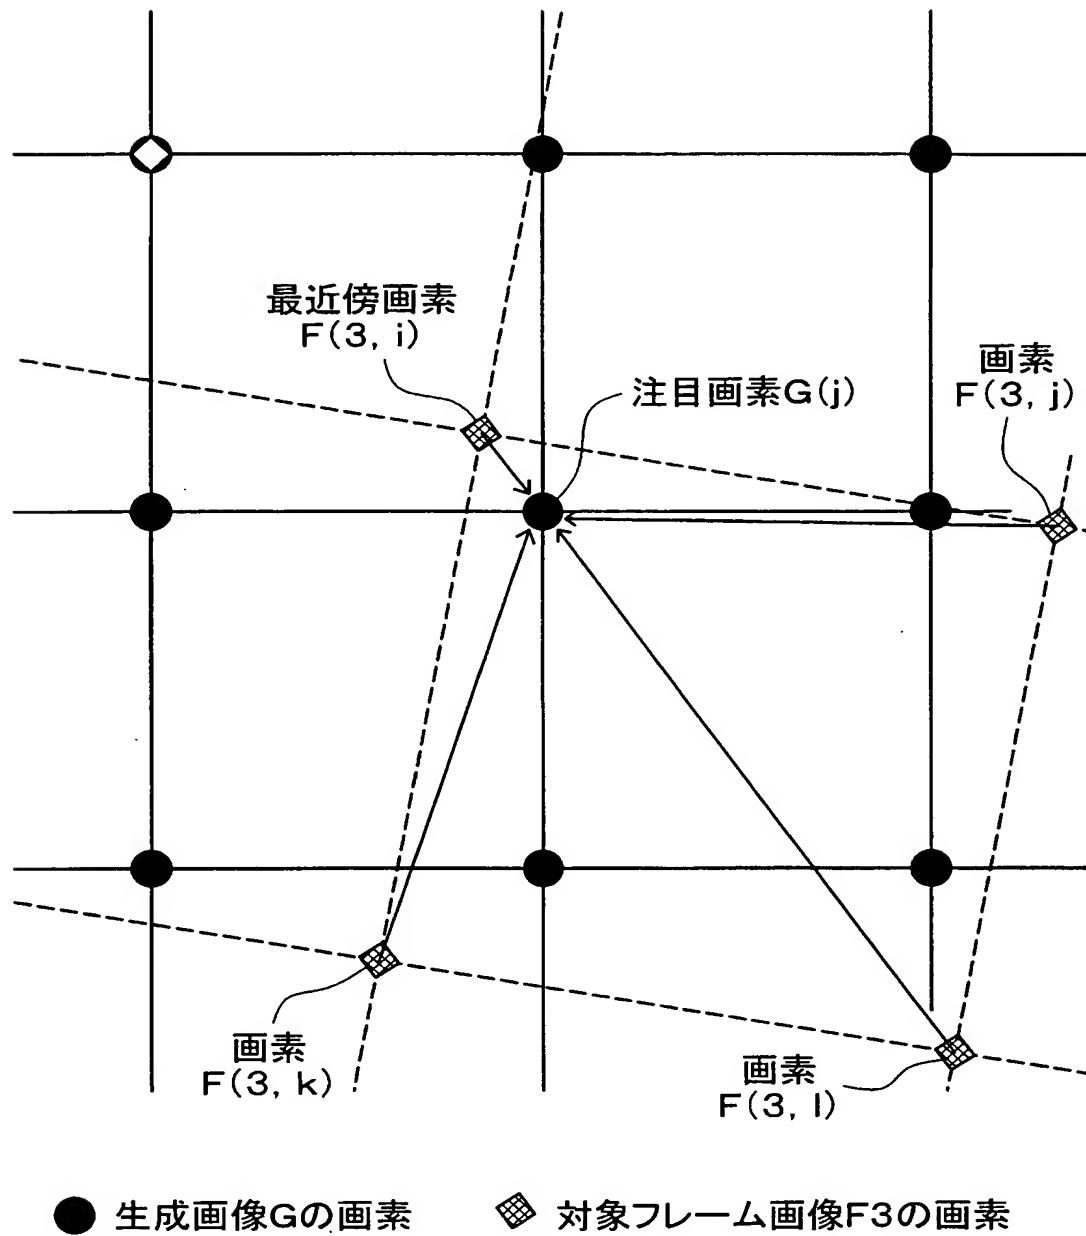 最近傍画素
F(3, i)
画素
F(3, j)
注目画素G(j)
画素
F(3, k)
画素
F(3, l)
生成画像Gの画素
対象フレーム画像F3の画素